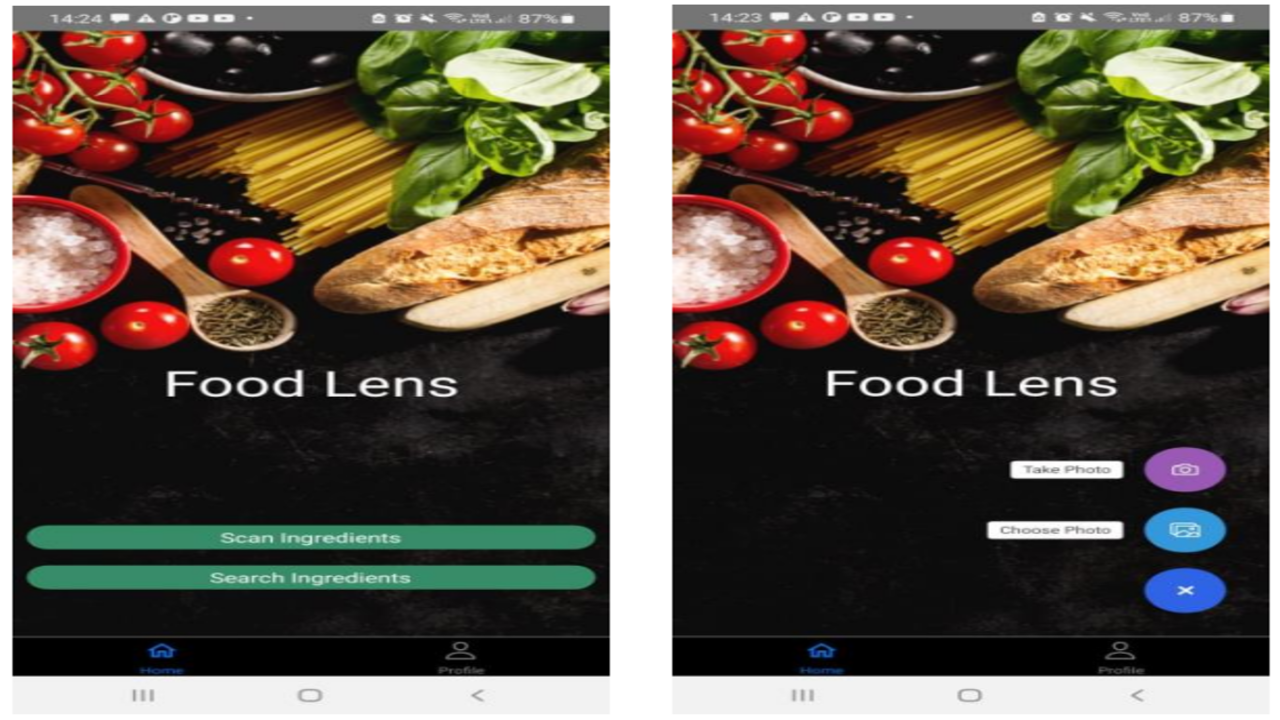 14:24
87%
Food Lens
Scan Ingredients
Search Ingredients
Home
Profile
14:23
87%
Food Lens
Take Photo
Choose Photo
Home
Profile